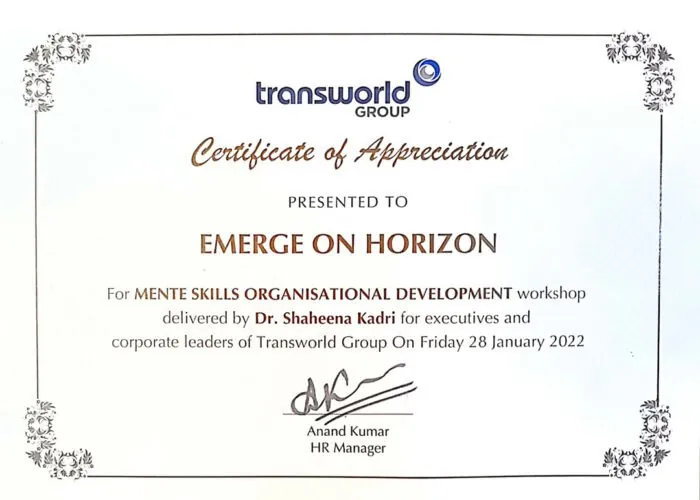 transworld
GROUP
Certificate of Appreciation
PRESENTED TO
EMERGE ON HORIZON
For MENTE SKILLS ORGANISATIONAL DEVELOPMENT workshop
delivered by Dr. Shaheena Kadri for executives and
corporate leaders of Transworld Group On Friday 28 January 2022
Anand Kumar
HR Manager